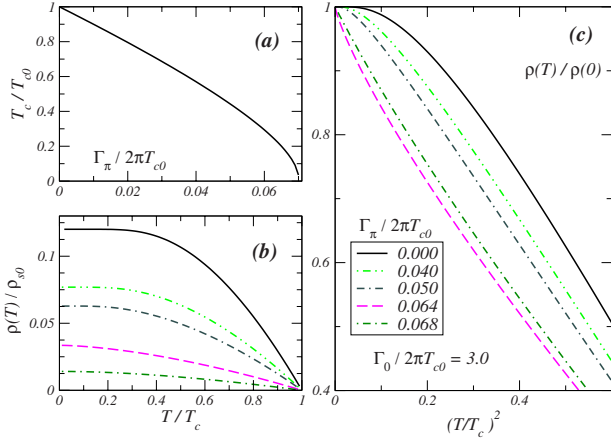 (a)
T_c / T_c0
1
0.8
0.6
0.4
0.2
0
0 0.02 0.04 0.06
Γ_π / 2πT_c0
(b)
ρ(T) / ρ_s0
0.1
0.05
0
0 0.2 0.4 0.6 0.8 1
T / T_c
(c)
ρ(T) / ρ(0)
1
0.8
0.6
0.4
0 0.2 0.4
Γ_π / 2πT_c0
0.000
0.040
0.050
0.064
0.068
Γ_0 / 2πT_c0 = 3.0
(T/T_c)^2